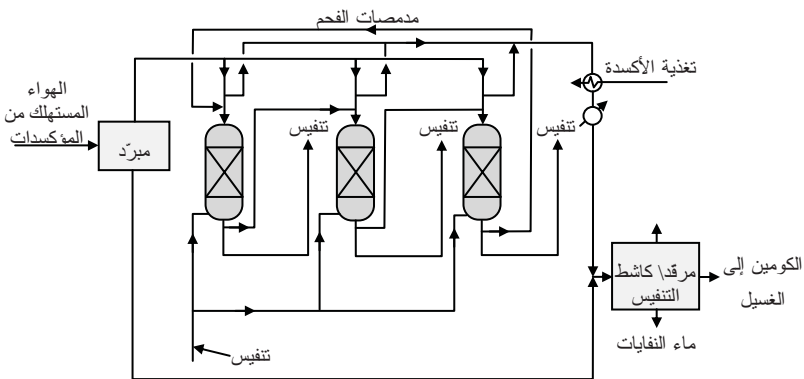 مدمصات الفحم
تغذية الأكسدة
الهواء
المستهلك من
المؤكسدات
مبرّد
تنفيس
تنفيس
تنفيس
مرقد\ كاشط
التنفيس
الكومين إلى
الغسيل
ماء النفايات
تنفيس